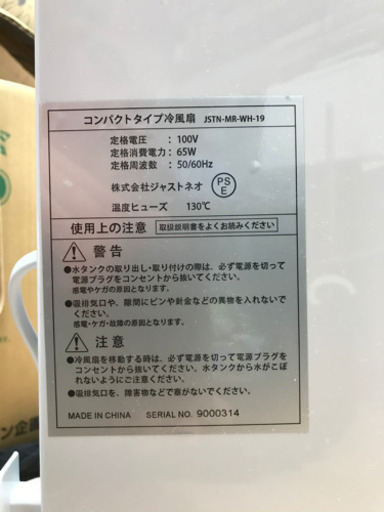 コンパクトタイプ冷風扇 JSTN-MR-WH-19
定格電圧： 100V
定格消費電力： 65W
定格周波数： 50/60Hz
株式会社ジャストネオ PSE
温度ヒューズ 130℃
使用上の注意 取扱説明書をよくお読みください
警告
●水タンクの取り出し・取り付けの際は、必ず電源を切って
電源プラグをコンセントから抜いてください。
感電やケガの原因となります。
●吸排気口や、隙間にピンや針金などの異物を入れないで
ください。
感電・ケガ・故障の原因となります。
注意
●冷風扇を移動する時は、必ず電源を切って電源プラグを
コンセントから抜いてください。水タンクから水がこぼ
れないようにご注意ください。
●吸排気口を、障害物などで塞がないでください。
MADE IN CHINA SERIAL NO. 9000314
ン企画